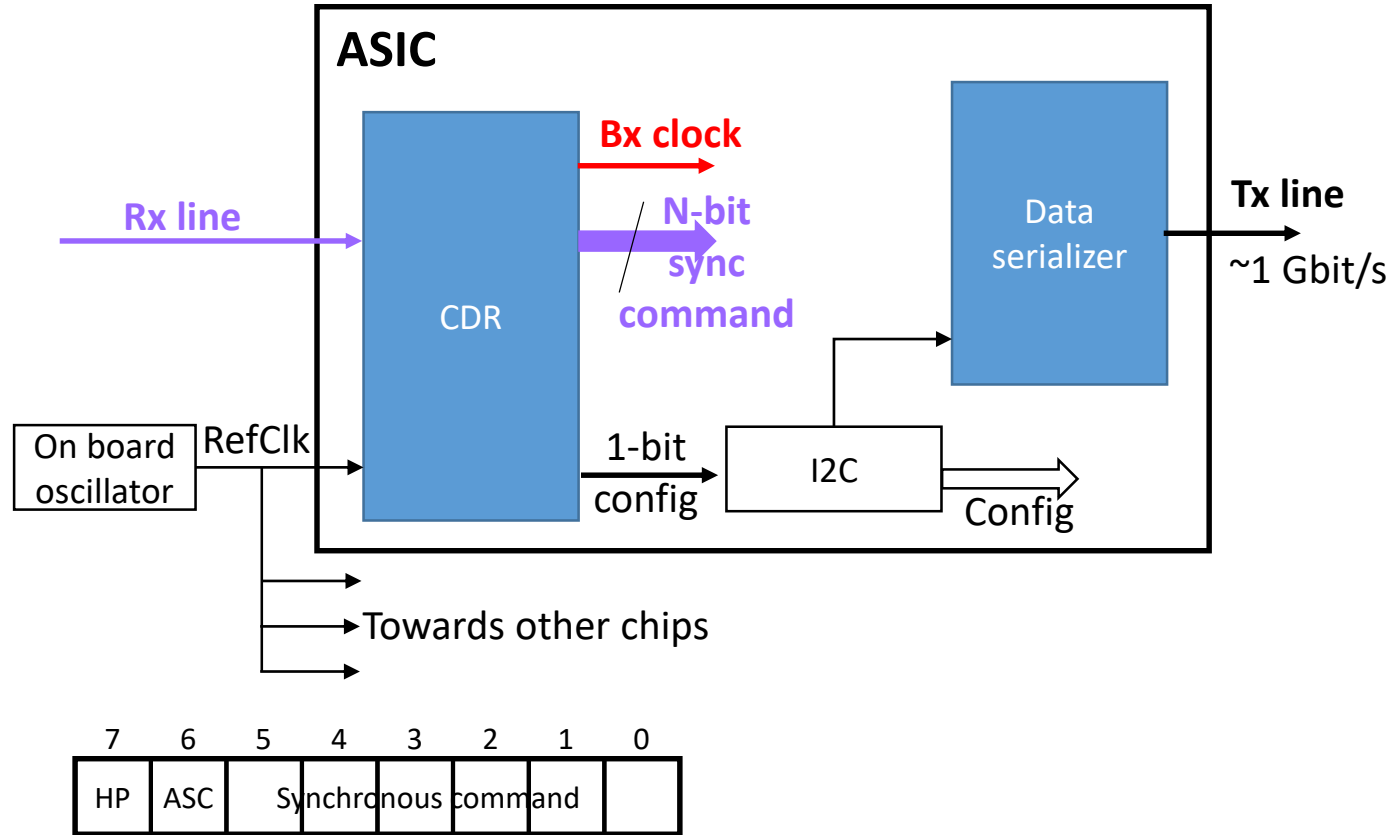 ASIC
Bx clock
Rx line
N-bit
sync
command
CDR
Data
serializer
Tx line
~1 Gbit/s
On board
oscillator
RefClk
1-bit
config
I2C
Config
Towards other chips
7 6 5 4 3 2 1 0
HP ASC Synchronous command